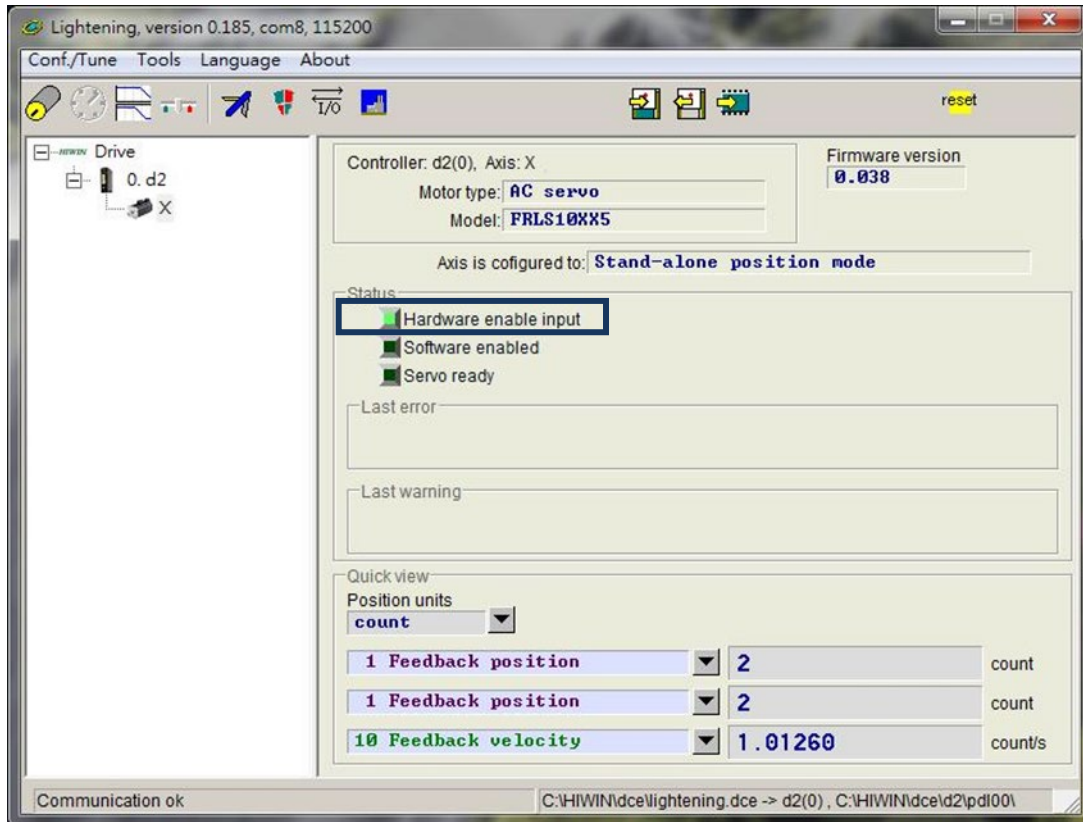 Lightening, version 0.185, com8, 115200
Conf./Tune Tools Language About
I/O
reset
HIWIN Drive
0. d2
X
Controller: d2(0), Axis: X
Firmware version
0.038
Motor type: AC servo
Model: FRLS10XX5
Axis is cofigured to: Stand-alone position mode
Status
Hardware enable input
Software enabled
Servo ready
Last error
Last warning
Quick view
Position units
count
1 Feedback position 2 count
1 Feedback position 2 count
10 Feedback velocity 1.01260 count/s
Communication ok C:\HIWIN\dce\lightening.dce -> d2(0) , C:\HIWIN\dce\d2\pdl00\